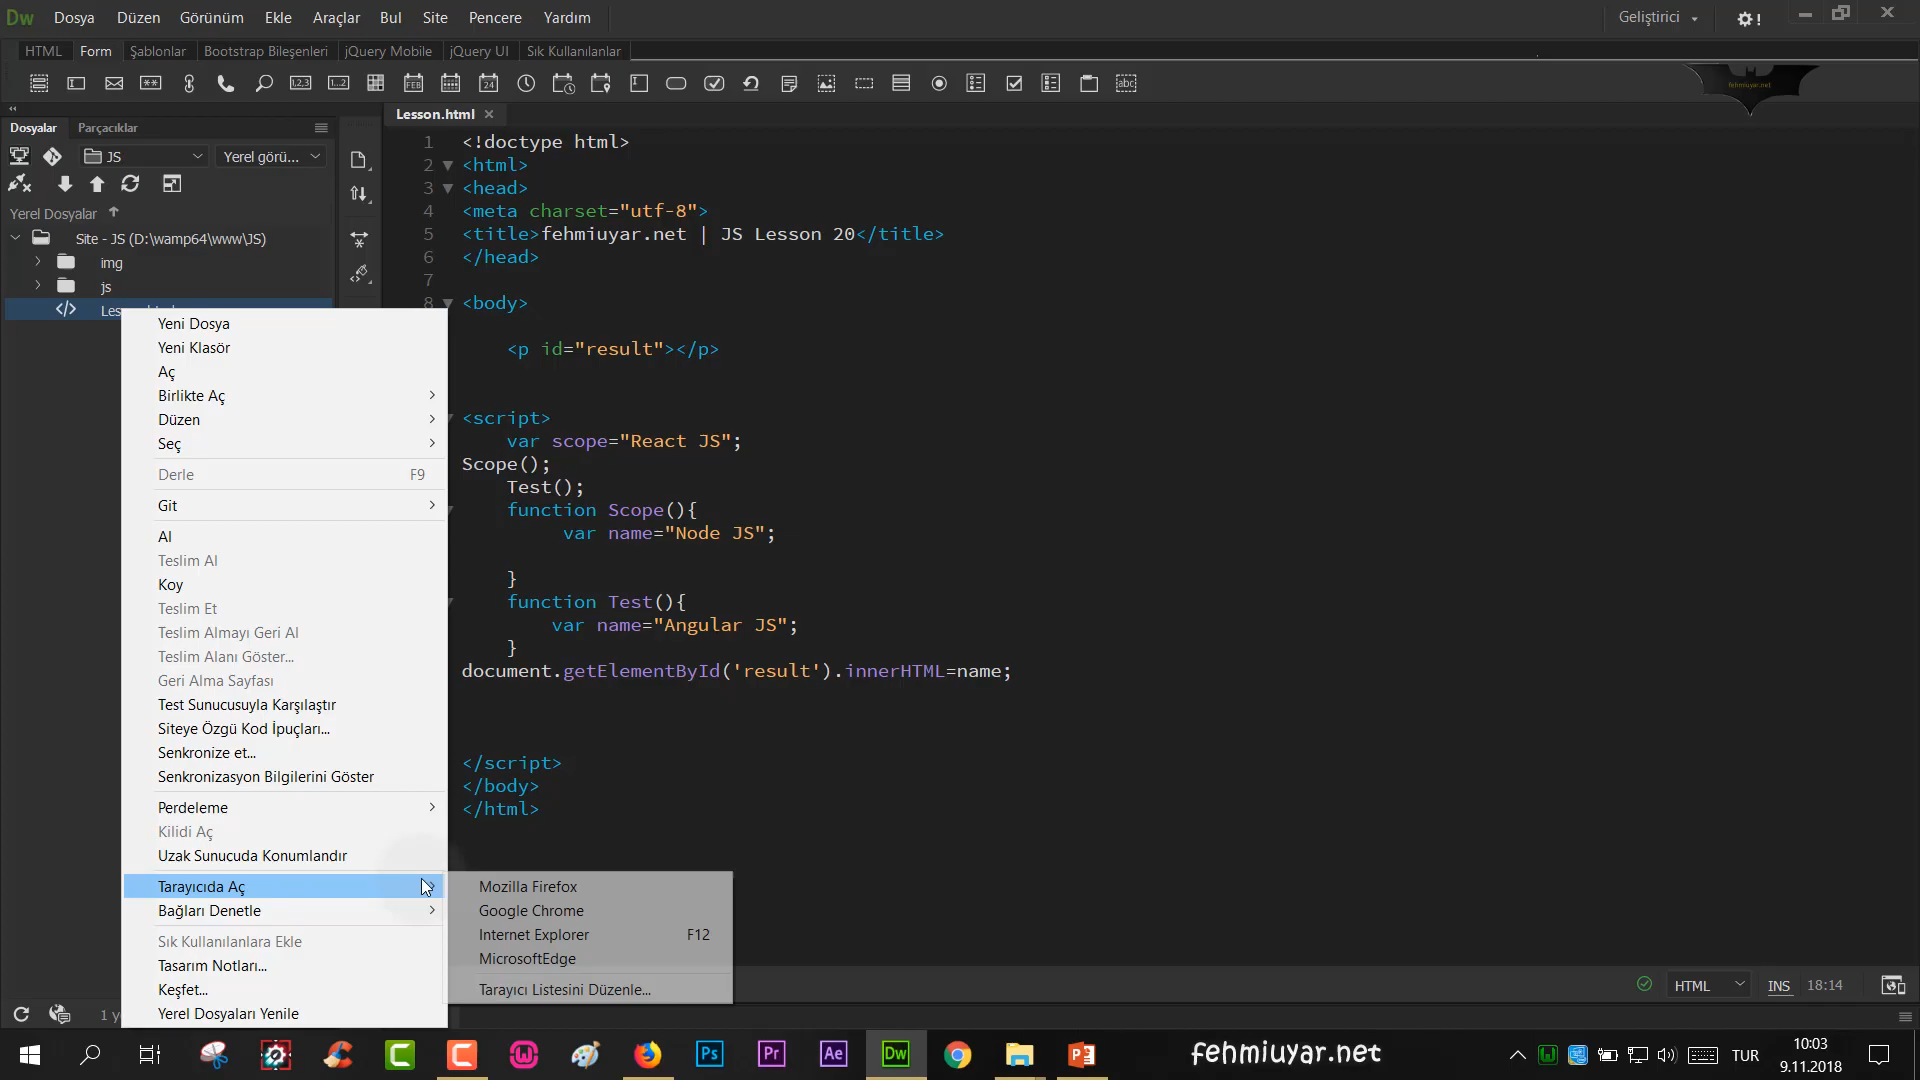 Dw Dosya Düzen Görünüm Ekle Araçlar Bul Site Pencere Yardım Geliştirici
HTML Form Şablonlar Bootstrap Bileşenleri jQuery Mobile jQuery UI Sık Kullanılanlar
fehmiuyar.net
Dosyalar Parçacıklar
JS Yerel görü...
Yerel Dosyalar
Site - JS (D:\wamp64\www\JS)
img
js
Yeni Dosya
Yeni Klasör
Aç
Birlikte Aç
Düzen
Seç
Derle F9
Git
Al
Teslim Al
Koy
Teslim Et
Teslim Almayı Geri Al
Teslim Alanı Göster...
Geri Alma Sayfası
Test Sunucusuyla Karşılaştır
Siteye Özgü Kod İpuçları...
Senkronize et...
Senkronizasyon Bilgilerini Göster
Perdeleme
Kilidi Aç
Uzak Sunucuda Konumlandır
Tarayıcıda Aç
Bağları Denetle
Sık Kullanılanlara Ekle
Tasarım Notları...
Keşfet...
Yerel Dosyaları Yenile
Mozilla Firefox
Google Chrome
Internet Explorer F12
MicrosoftEdge
Tarayıcı Listesini Düzenle...
Lesson.html
1 <!doctype html>
2 <html>
3 <head>
4 <meta charset="utf-8">
5 <title>fehmiuyar.net | JS Lesson 20</title>
6 </head>
7
8 <body>
<p id="result"></p>
<script>
var scope="React JS";
Scope();
Test();
function Scope(){
var name="Node JS";
}
function Test(){
var name="Angular JS";
}
document.getElementById('result').innerHTML=name;
</script>
</body>
</html>
HTML INS 18:14
Ps Pr Ae Dw fehmiuyar.net TUR 10:03
9.11.2018